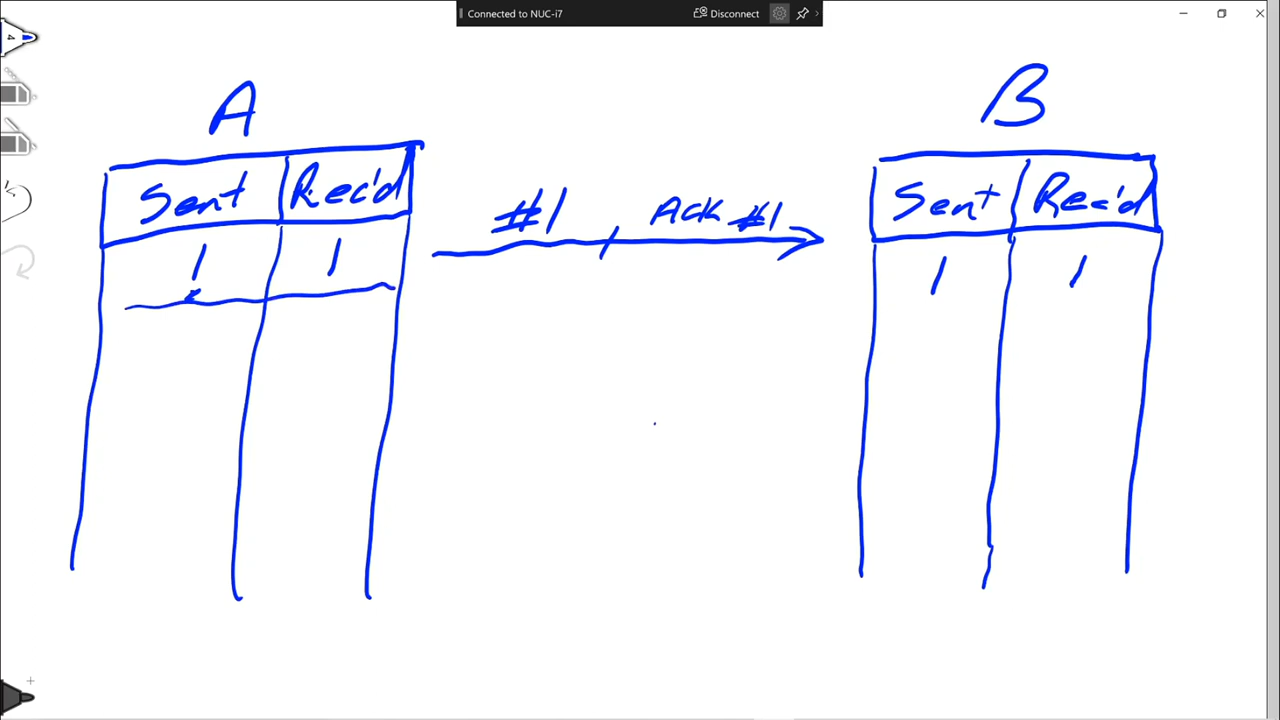 Connected to NUC-i7 Disconnect
A B
Sent Rec'd #1 Ack #1 Sent Rec'd
1 1 1 1